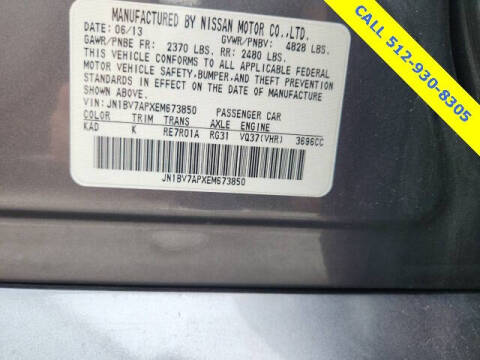 MANUFACTURED BY NISSAN MOTOR CO.,LTD.
DATE
06/13 GVWR/PNBV: 4828 LBS.
GAWR/PNBE FR: 2370 LBS. RR: 2480 LBS.
THIS VEHICLE CONFORMS TO ALL APPLICABLE FEDERAL
MOTOR VEHICLE SAFETY,BUMPER,AND THEFT PREVENTION
STANDARDS IN EFFECT ON THE DATE OF MANUFACTURE
SHOWN ABOVE.
VIN:JN1BV7APXEM673850 PASSENGER CAR
COLOR TRIM TRANS AXLE ENGINE
KAD K RE7R01A RG31 VQ37(VHR) 3696CC
JN1BV7APXEM673850
CALL 512-930-8305